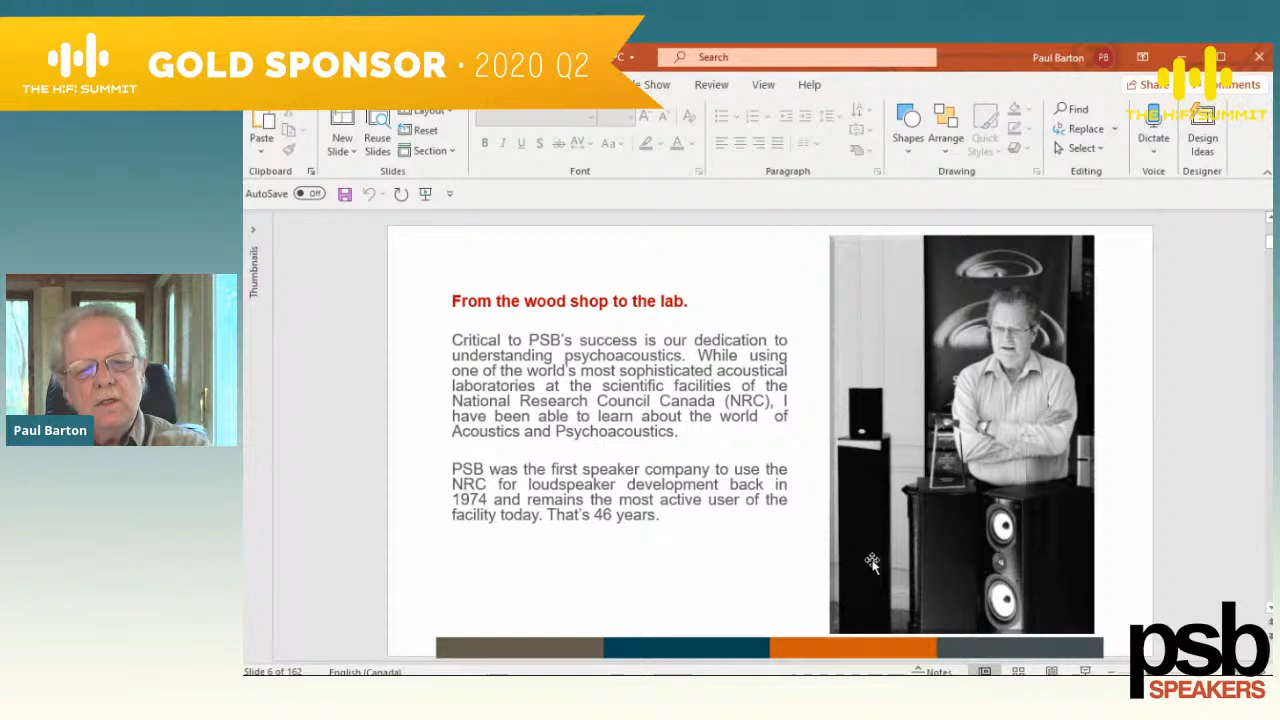 THE HIFI SUMMIT
GOLD SPONSOR · 2020 Q2
Search
Paul Barton
PB
Show
Review
View
Help
Share
Comments
THE HIFI SUMMIT
Paste
New
Slides
Reuse
Slides
Layout
Reset
Section
Shapes
Arrange
Quick
Styles
Find
Replace
Select
Dictate
Design
Ideas
Clipboard
Slides
Font
Paragraph
Drawing
Editing
Voice
Designer
AutoSave
Off
Thumbnails
From the wood shop to the lab.
Critical to PSB's success is our dedication to
understanding psychoacoustics. While using
one of the world's most sophisticated acoustical
laboratories at the scientific facilities of the
National Research Council Canada (NRC), I
have been able to learn about the world of
Acoustics and Psychoacoustics.
PSB was the first speaker company to use the
NRC for loudspeaker development back in
1974 and remains the most active user of the
facility today. That's 46 years.
Paul Barton
Slide 6 of 162
English (Canada)
Notes
psb
SPEAKERS